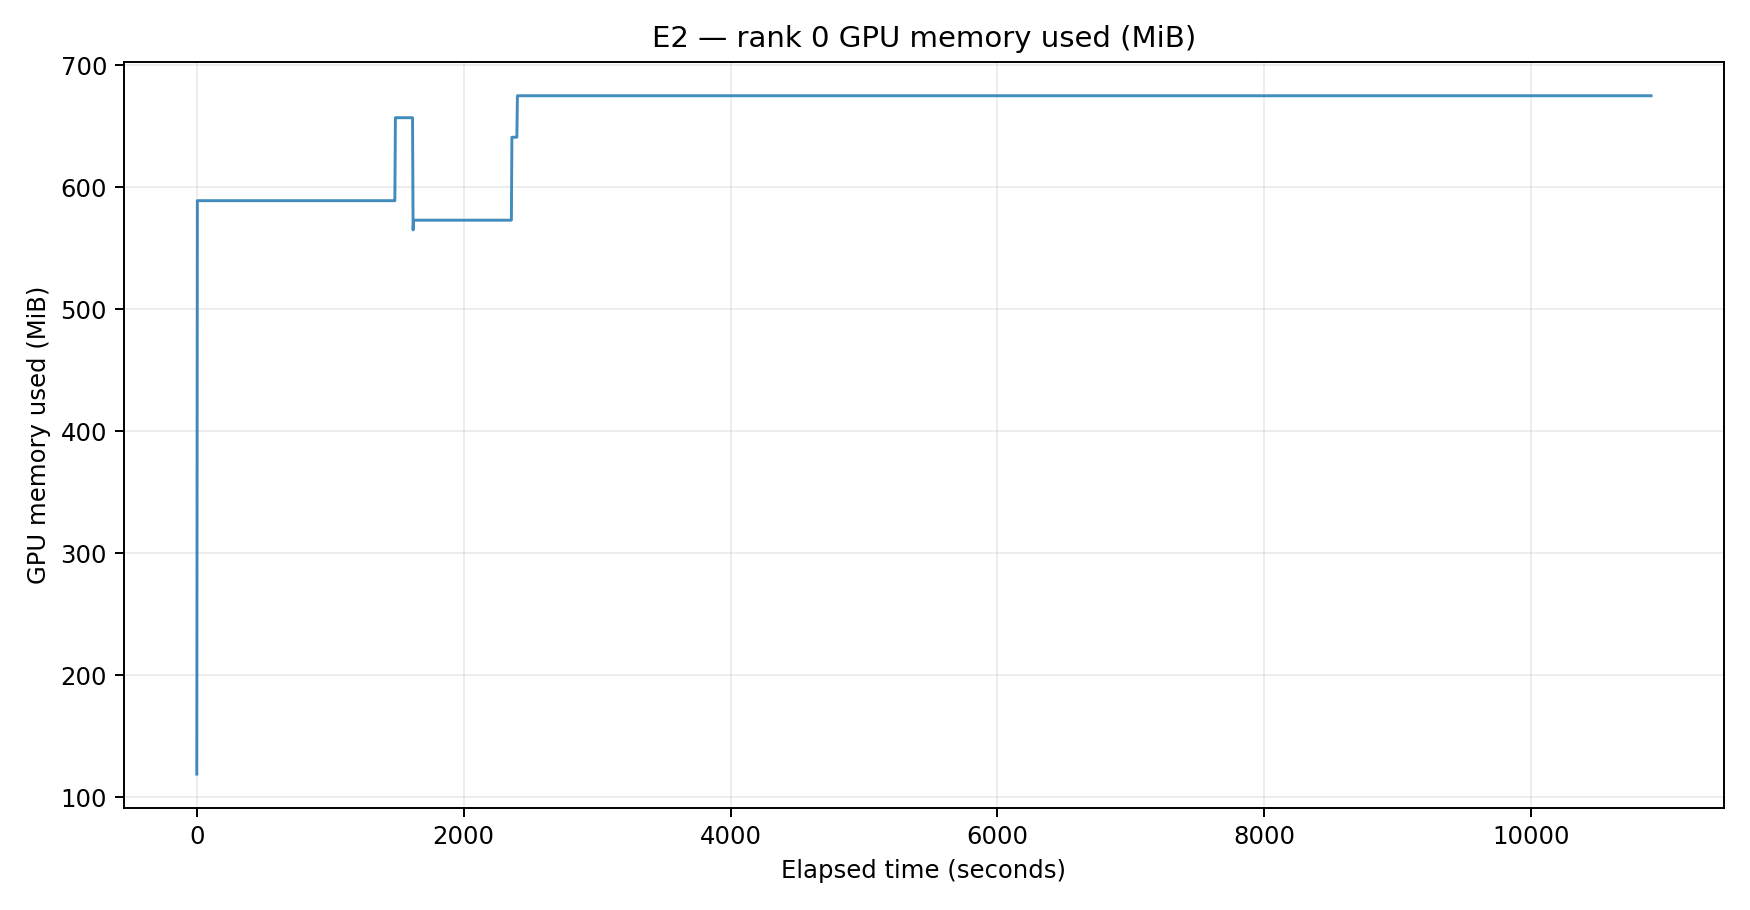 E2 — rank 0 GPU memory used (MiB)
700
600
500
400
300
200
100
GPU memory used (MiB)
0 2000 4000 6000 8000 10000
Elapsed time (seconds)